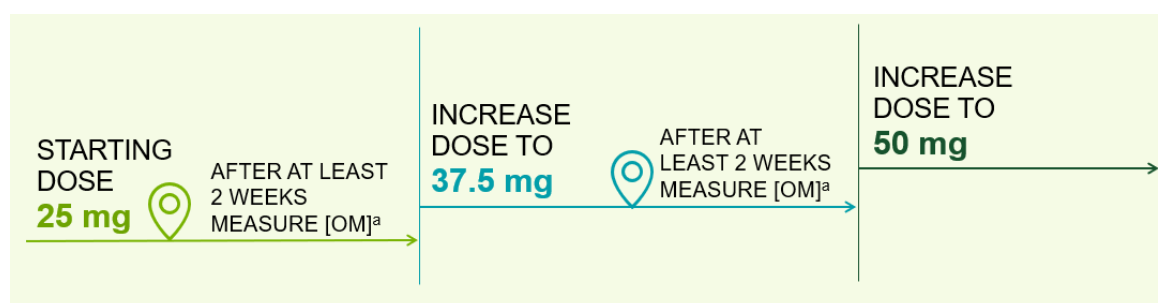 STARTING
DOSE
25 mg
AFTER AT LEAST
2 WEEKS
MEASURE [OM]ᵃ
INCREASE
DOSE TO
37.5 mg
AFTER AT
LEAST 2 WEEKS
MEASURE [OM]ᵃ
INCREASE
DOSE TO
50 mg